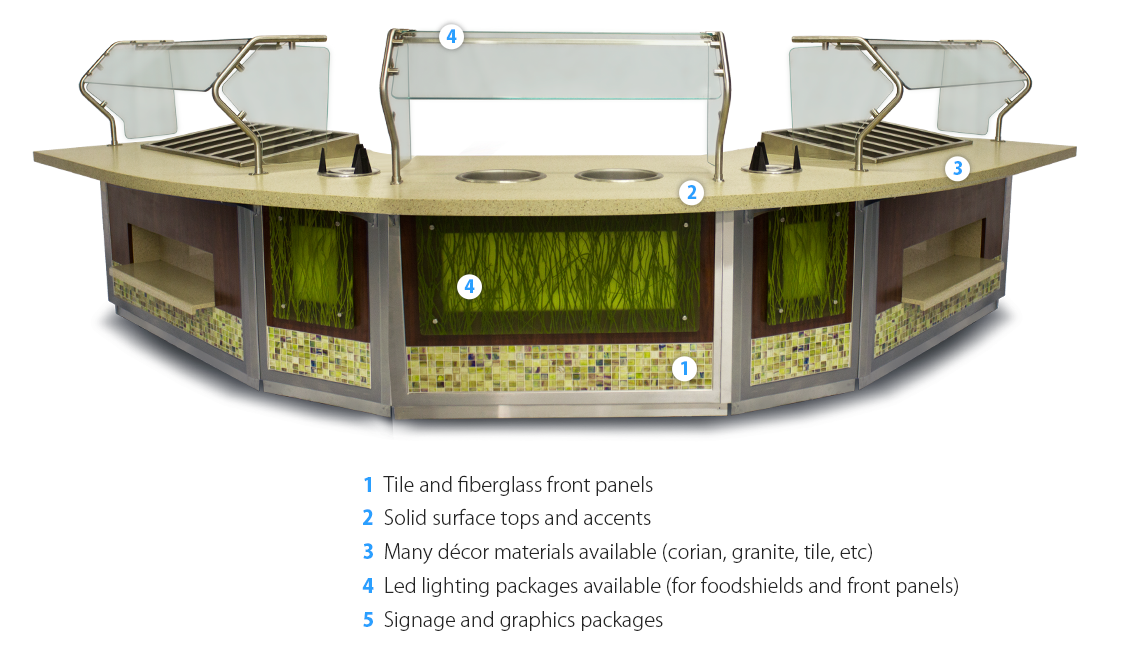 4
3
2
4
1
1 Tile and fiberglass front panels
2 Solid surface tops and accents
3 Many décor materials available (corian, granite, tile, etc)
4 Led lighting packages available (for foodshields and front panels)
5 Signage and graphics packages